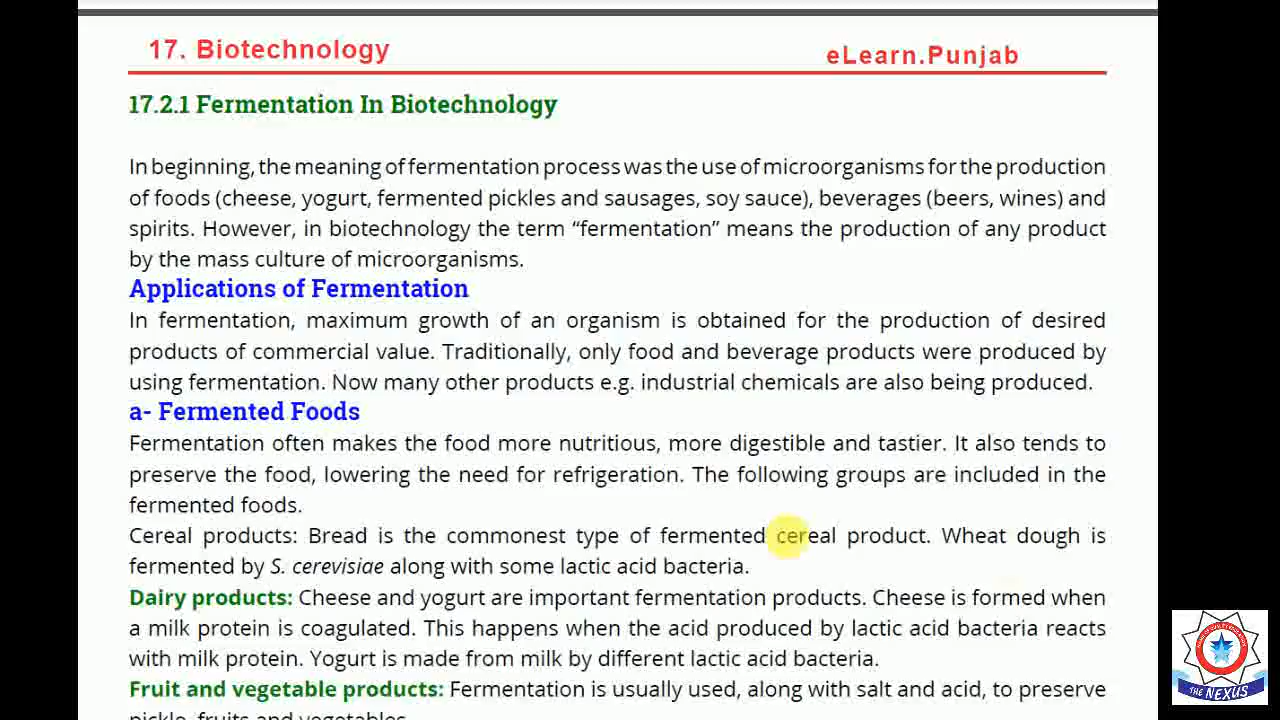 17. Biotechnology
eLearn.Punjab
17.2.1 Fermentation In Biotechnology
In beginning, the meaning of fermentation process was the use of microorganisms for the production
of foods (cheese, yogurt, fermented pickles and sausages, soy sauce), beverages (beers, wines) and
spirits. However, in biotechnology the term “fermentation” means the production of any product
by the mass culture of microorganisms.
Applications of Fermentation
In fermentation, maximum growth of an organism is obtained for the production of desired
products of commercial value. Traditionally, only food and beverage products were produced by
using fermentation. Now many other products e.g. industrial chemicals are also being produced.
a- Fermented Foods
Fermentation often makes the food more nutritious, more digestible and tastier. It also tends to
preserve the food, lowering the need for refrigeration. The following groups are included in the
fermented foods.
Cereal products: Bread is the commonest type of fermented cereal product. Wheat dough is
fermented by S. cerevisiae along with some lactic acid bacteria.
Dairy products: Cheese and yogurt are important fermentation products. Cheese is formed when
a milk protein is coagulated. This happens when the acid produced by lactic acid bacteria reacts
with milk protein. Yogurt is made from milk by different lactic acid bacteria.
Fruit and vegetable products: Fermentation is usually used, along with salt and acid, to preserve
pickle, fruits and vegetables.
THE NEXUS